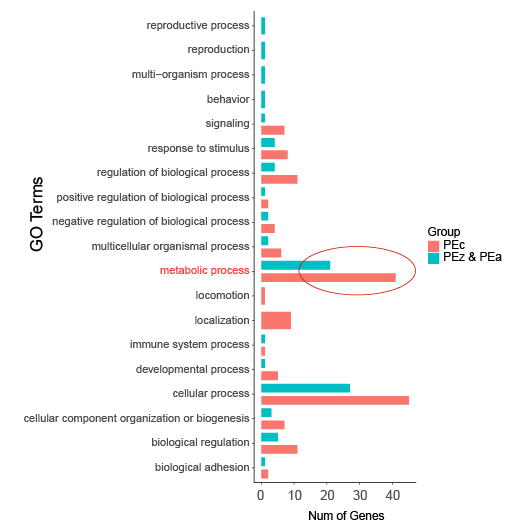 reproductive process
reproduction
multi−organism process
behavior
signaling
response to stimulus
regulation of biological process
positive regulation of biological process
negative regulation of biological process
multicellular organismal process
metabolic process
locomotion
localization
immune system process
developmental process
cellular process
cellular component organization or biogenesis
biological regulation
biological adhesion
GO Terms
0 10 20 30 40
Num of Genes
Group
PEc
PEz & PEa